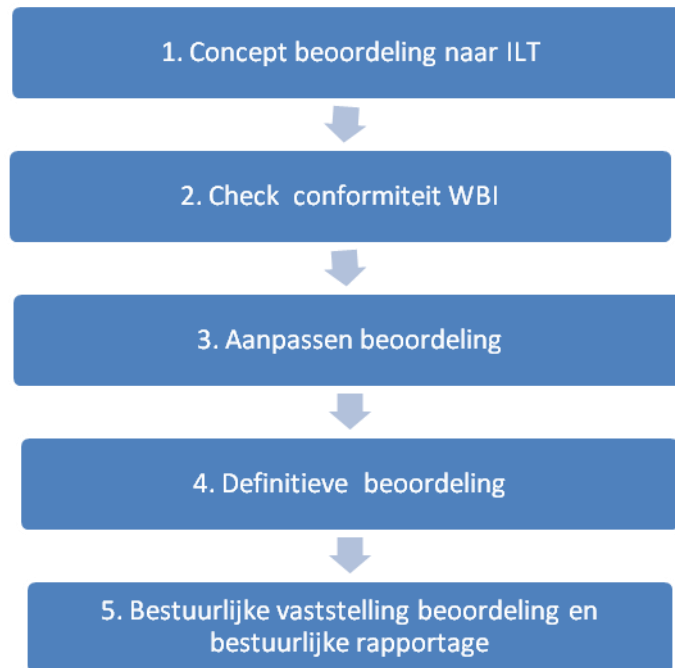 1. Concept beoordeling naar ILT
2. Check conformiteit WBI
3. Aanpassen beoordeling
4. Definitieve beoordeling
5. Bestuurlijke vaststelling beoordeling en
bestuurlijke rapportage